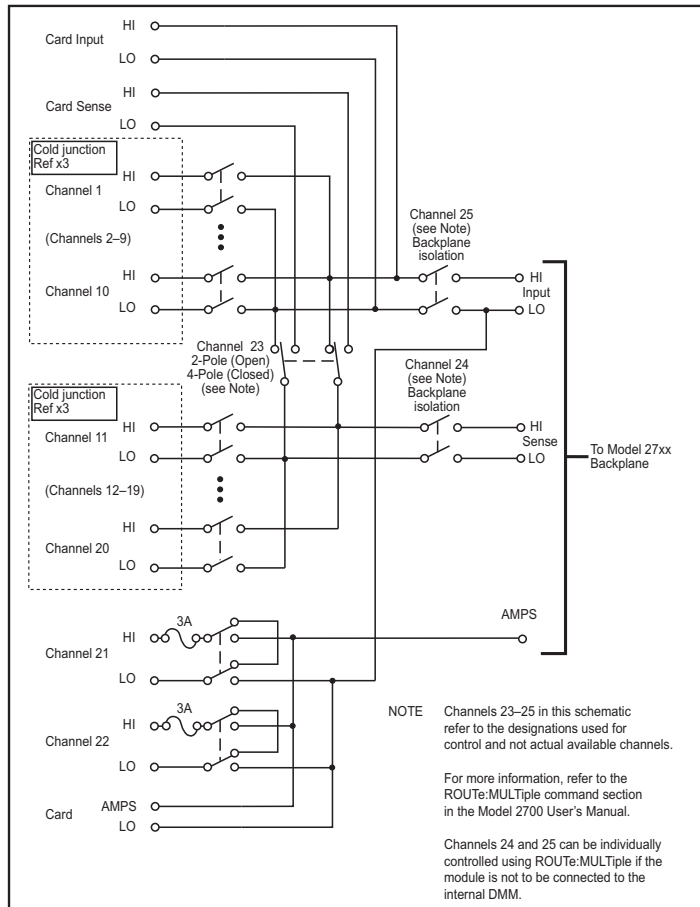 Card Input
HI
LO
Card Sense
HI
LO
Cold junction
Ref x3
Channel 1
HI
LO
(Channels 2–9)
Channel 10
HI
LO
Channel 25
(see Note)
Backplane
isolation
HI
Input
LO
Channel 23
2-Pole (Open)
4-Pole (Closed)
(see Note)
Channel 24
(see Note)
Backplane
isolation
HI
Sense
LO
To Model 27xx
Backplane
Cold junction
Ref x3
Channel 11
HI
LO
(Channels 12–19)
Channel 20
HI
LO
AMPS
Channel 21
HI
3A
LO
Channel 22
HI
3A
LO
Card
AMPS
LO
NOTE Channels 23–25 in this schematic
refer to the designations used for
control and not actual available channels.
For more information, refer to the
ROUTe:MULTiple command section
in the Model 2700 User's Manual.
Channels 24 and 25 can be individually
controlled using ROUTe:MULTiple if the
module is not to be connected to the
internal DMM.